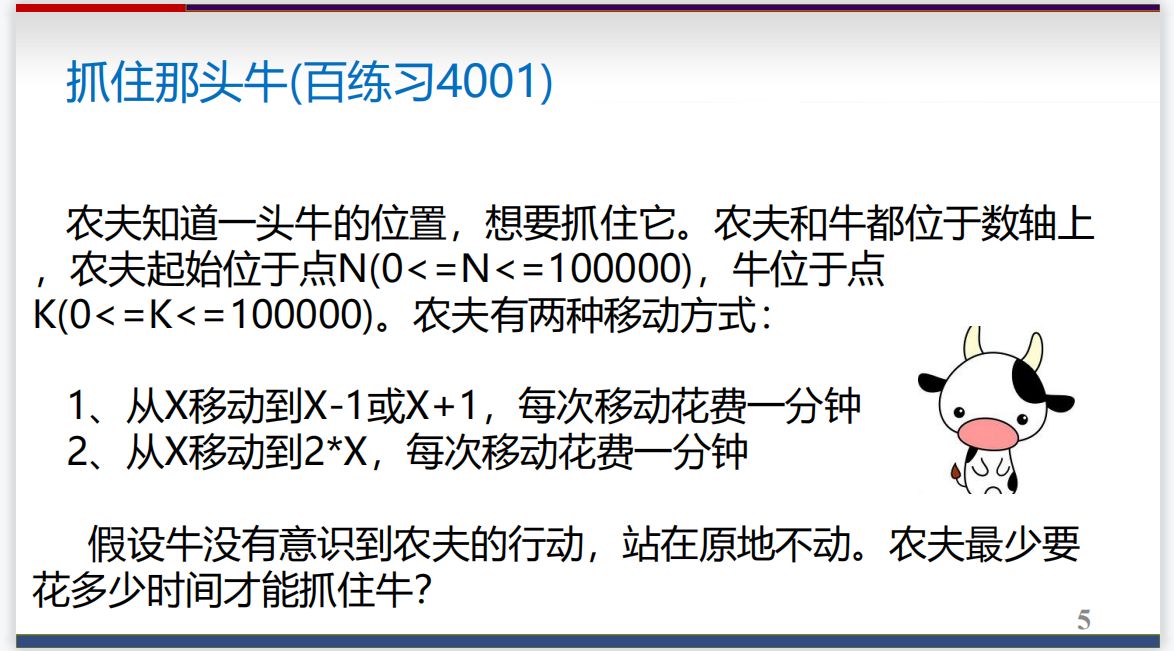 抓住那头牛(百练习4001)
农夫知道一头牛的位置，想要抓住它。农夫和牛都位于数轴上
，农夫起始位于点N(0<=N<=100000)，牛位于点
K(0<=K<=100000)。农夫有两种移动方式：
1、从X移动到X-1或X+1，每次移动花费一分钟
2、从X移动到2*X，每次移动花费一分钟
假设牛没有意识到农夫的行动，站在原地不动。农夫最少要
花多少时间才能抓住牛？
5